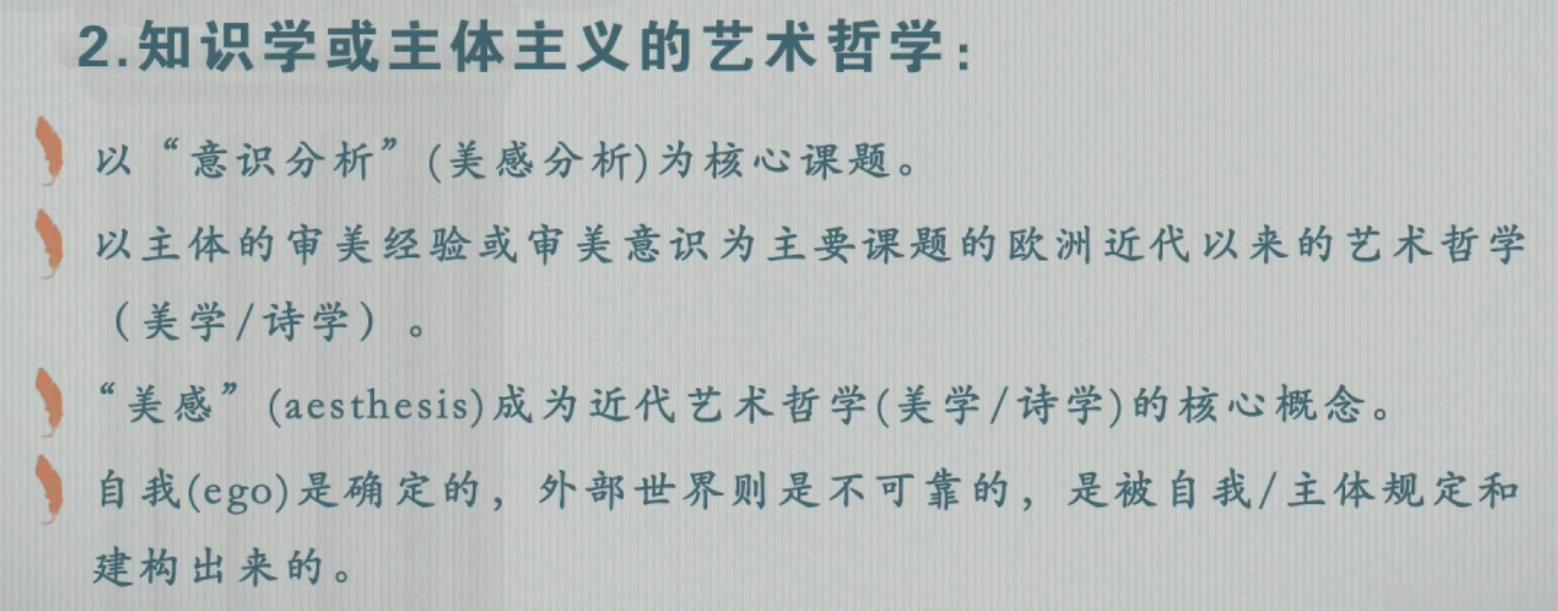 2.知识学或主体主义的艺术哲学：
以“意识分析”(美感分析)为核心课题。
以主体的审美经验或审美意识为主要课题的欧洲近代以来的艺术哲学
（美学/诗学）。
“美感”(aesthesis)成为近代艺术哲学(美学/诗学)的核心概念。
自我(ego)是确定的，外部世界则是不可靠的，是被自我/主体规定和
建构出来的。